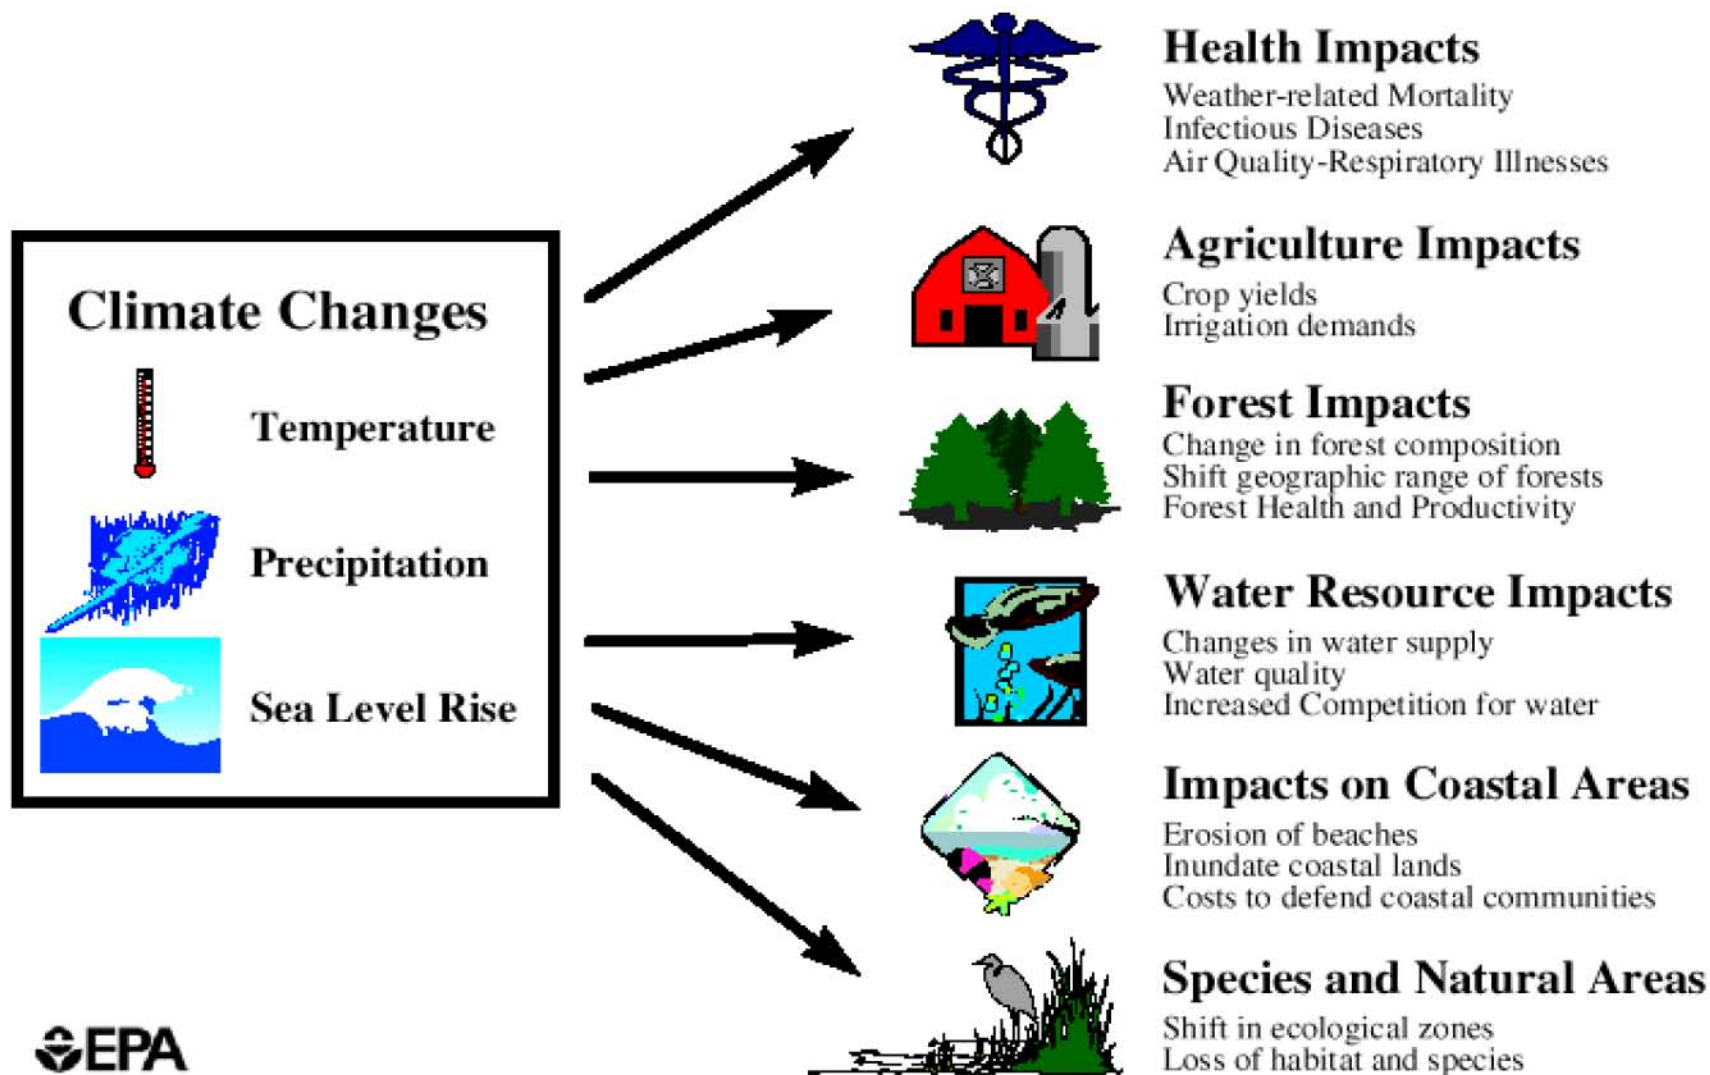 Climate Changes
Temperature
Precipitation
Sea Level Rise
EPA
Health Impacts
Weather-related Mortality
Infectious Diseases
Air Quality-Respiratory Illnesses
Agriculture Impacts
Crop yields
Irrigation demands
Forest Impacts
Change in forest composition
Shift geographic range of forests
Forest Health and Productivity
Water Resource Impacts
Changes in water supply
Water quality
Increased Competition for water
Impacts on Coastal Areas
Erosion of beaches
Inundate coastal lands
Costs to defend coastal communities
Species and Natural Areas
Shift in ecological zones
Loss of habitat and species